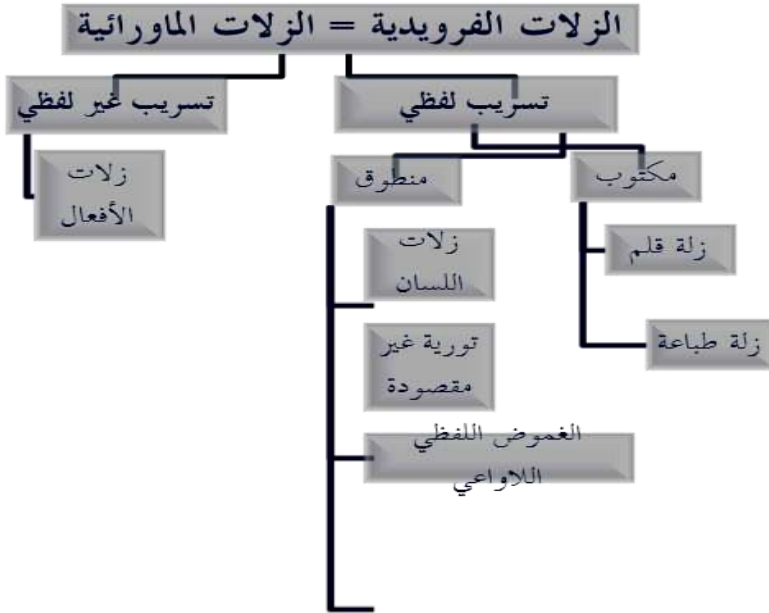 الزلات الفرويدية = الزلات الماورائية
تسريب لفظي
تسريب غير لفظي
مكتوب
منطوق
زلات
الأفعال
زلة قلم
زلة طباعة
زلات
اللسان
تورية غير
مقصودة
الغموض اللفظي
اللاواعي